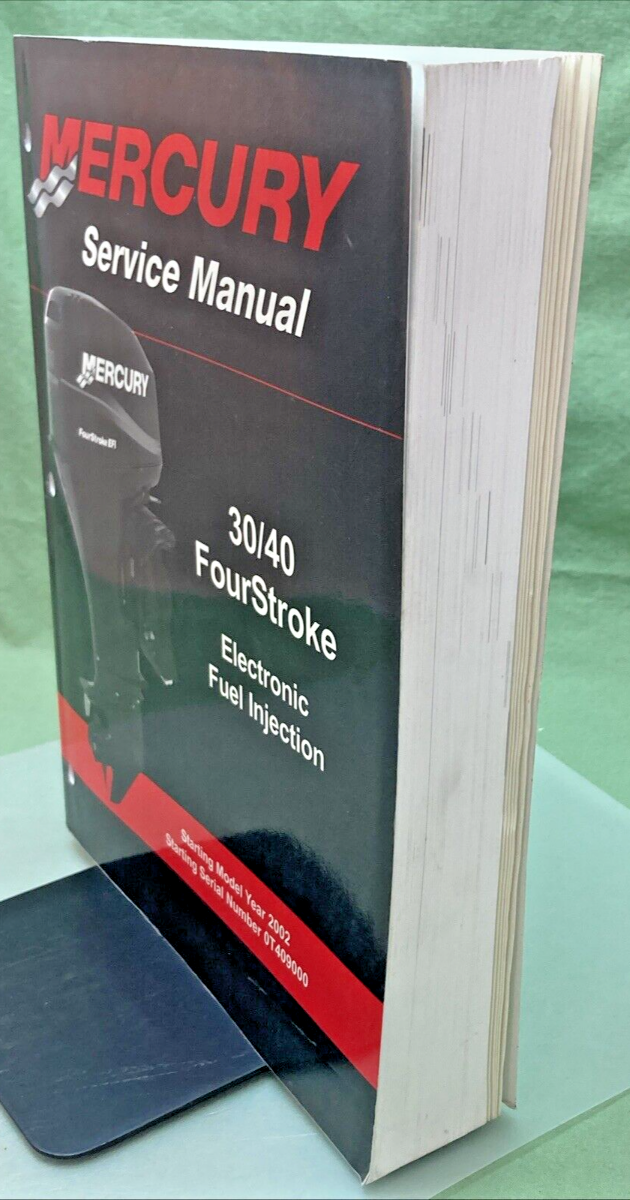 MERCURY
Service Manual
MERCURY
FourStroke EFI
30/40
FourStroke
Electronic
Fuel Injection
Starting Model Year 2002
Starting Serial Number 0T409000